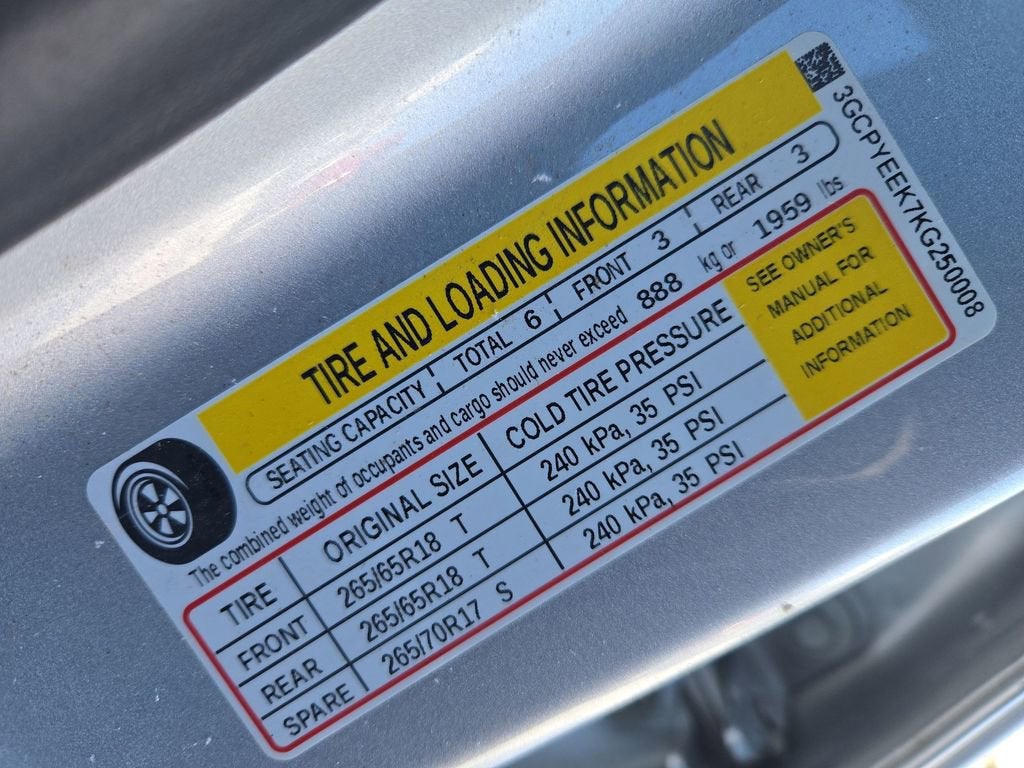 TIRE AND LOADING INFORMATION
SEATING CAPACITY TOTAL 6 FRONT 3 REAR 3
The combined weight of occupants and cargo should never exceed 888 kg or 1959 lbs
TIRE ORIGINAL SIZE COLD TIRE PRESSURE
FRONT 265/65R18 T 240 kPa, 35 PSI
REAR 265/65R18 T 240 kPa, 35 PSI
SPARE 265/70R17 S 240 kPa, 35 PSI
SEE OWNER'S
MANUAL FOR
ADDITIONAL
INFORMATION
3GCPYEEK7KG250008